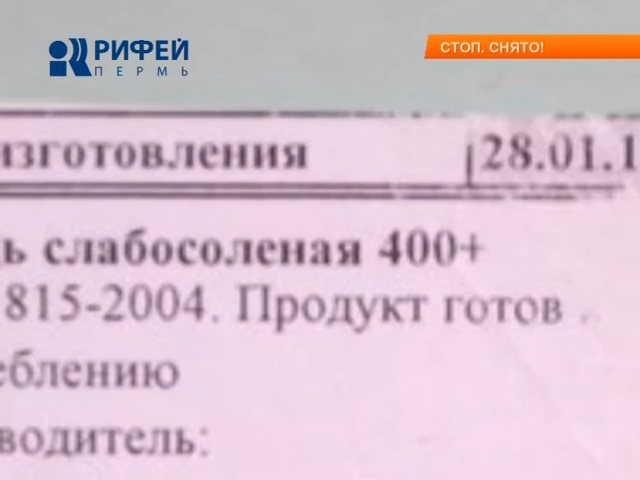 РИФЕЙ
ПЕРМЬ
СТОП. СНЯТО!
изготовления 28.01.1
ь слабосоленая 400+
815-2004. Продукт готов
еблению
водитель: